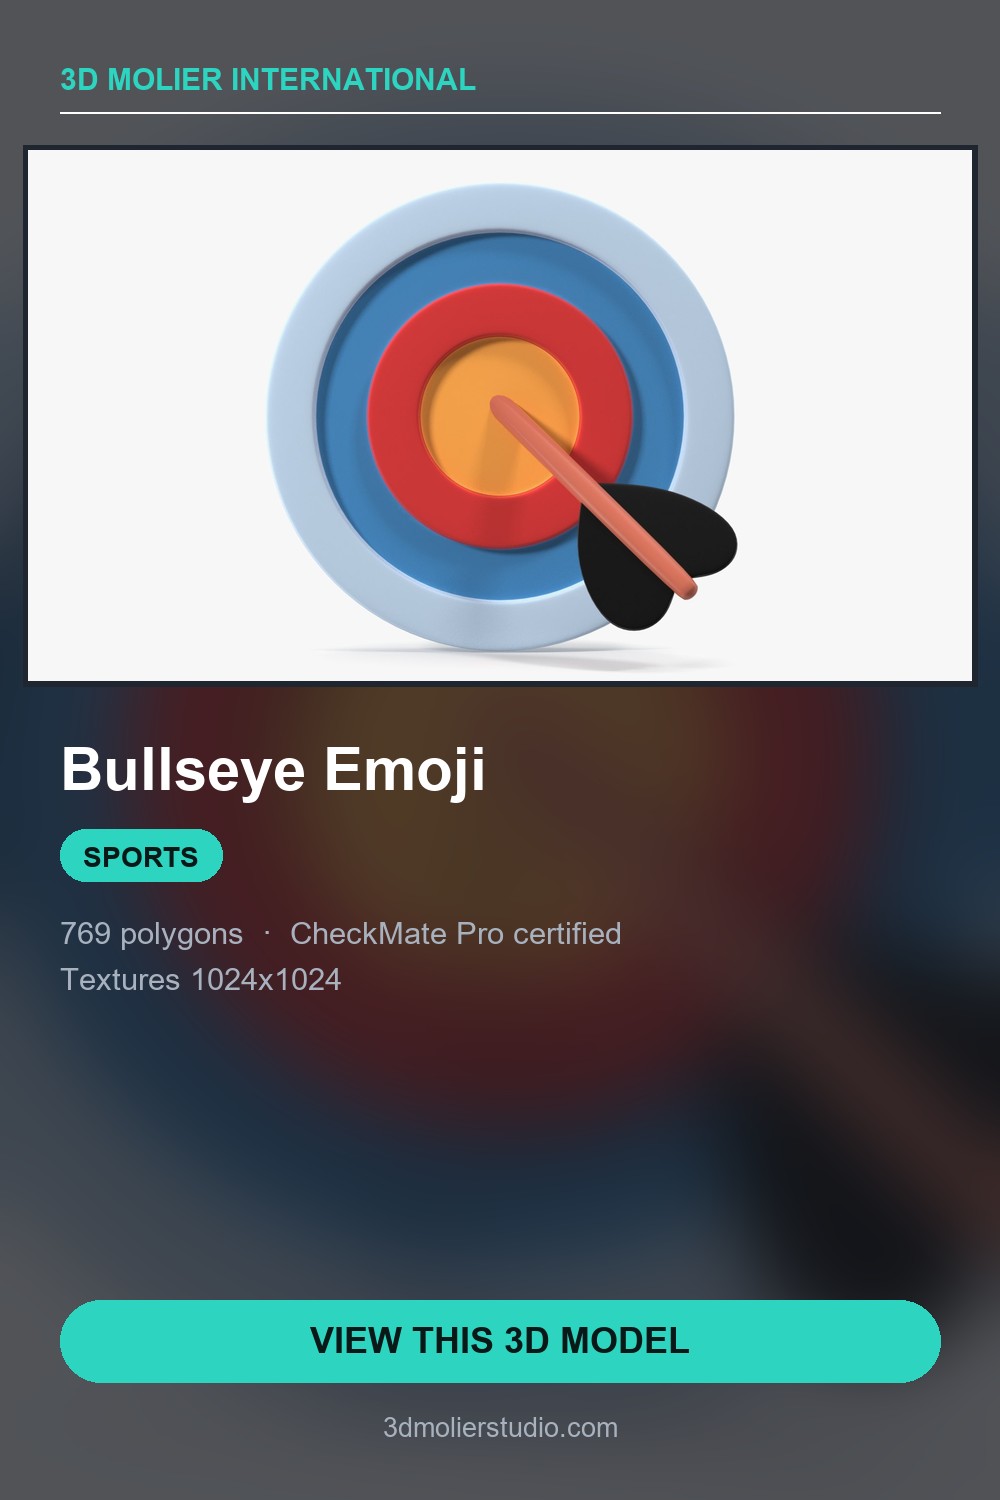 3D MOLIER INTERNATIONAL
Bullseye Emoji
SPORTS
769 polygons · CheckMate Pro certified
Textures 1024x1024
VIEW THIS 3D MODEL
3dmolierstudio.com